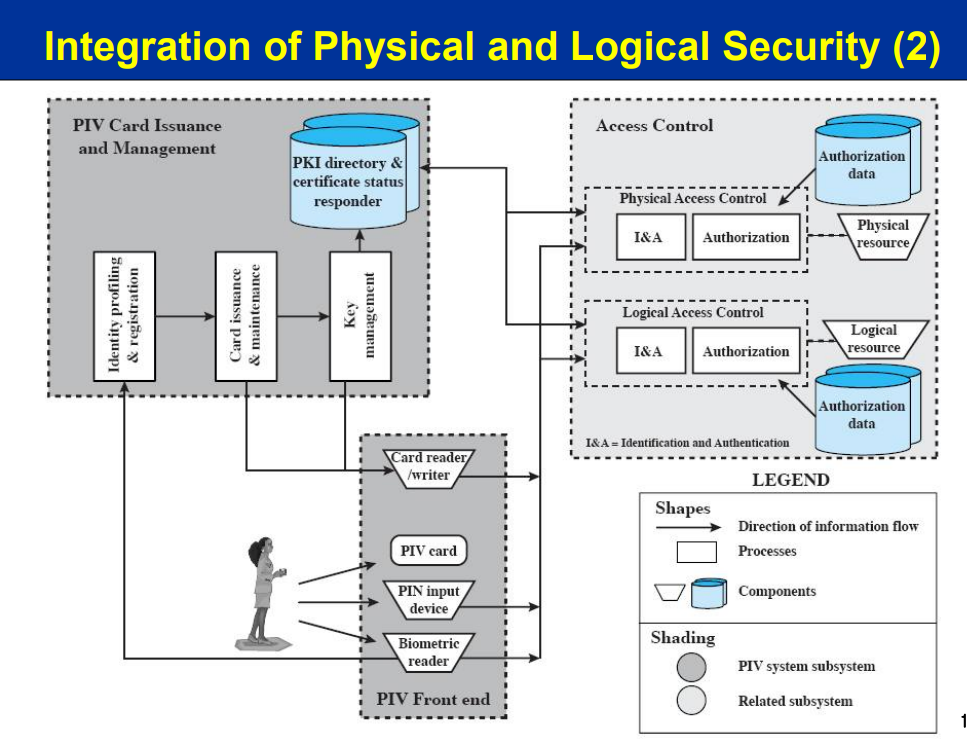 Integration of Physical and Logical Security (2)
PIV Card Issuance
and Management
PKI directory &
certificate status
responder
Identity profiling
& registration
Card issuance
& maintenance
Key
management
Access Control
Authorization
data
Physical Access Control
I&A
Authorization
Physical
resource
Logical Access Control
I&A
Authorization
Logical
resource
Authorization
data
I&A = Identification and Authentication
Card reader
/writer
PIV card
PIN input
device
Biometric
reader
PIV Front end
LEGEND
Shapes
Direction of information flow
Processes
Components
Shading
PIV system subsystem
Related subsystem
1